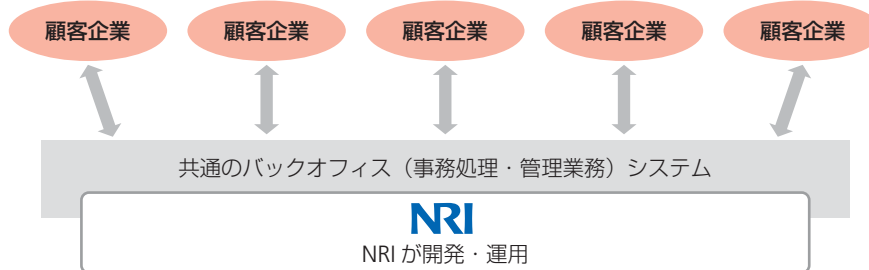 顧客企業 顧客企業 顧客企業 顧客企業 顧客企業
共通のバックオフィス（事務処理・管理業務）システム
NRI
NRI が開発・運用